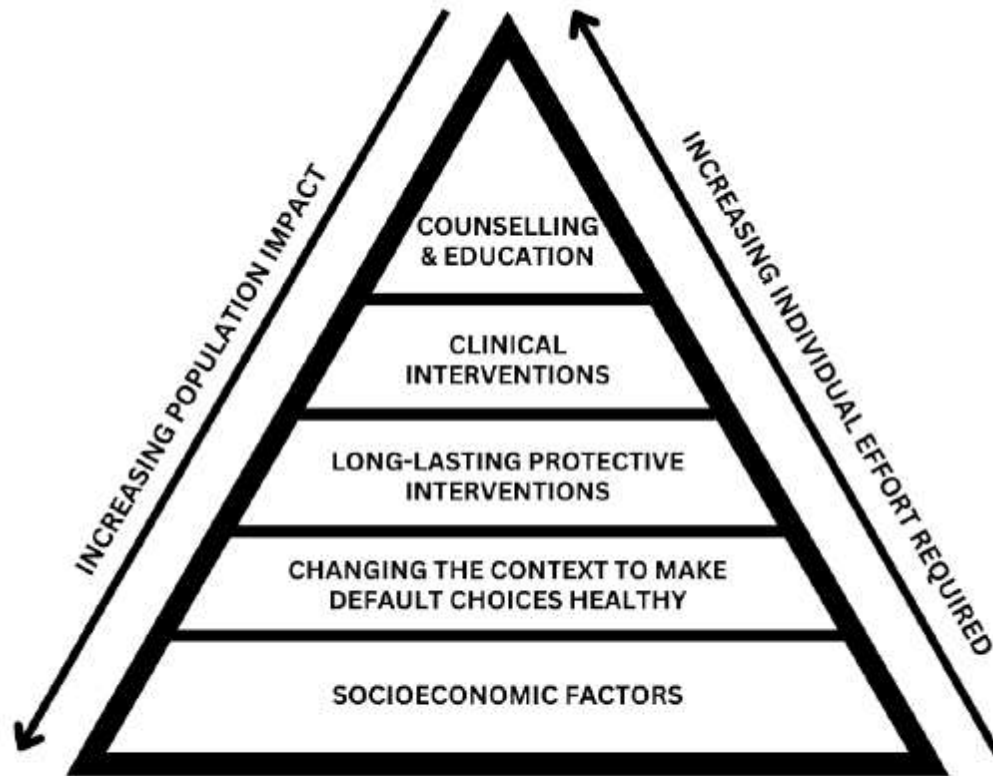 INCREASING POPULATION IMPACT
INCREASING INDIVIDUAL EFFORT REQUIRED
COUNSELLING
& EDUCATION
CLINICAL
INTERVENTIONS
LONG-LASTING PROTECTIVE
INTERVENTIONS
CHANGING THE CONTEXT TO MAKE
DEFAULT CHOICES HEALTHY
SOCIOECONOMIC FACTORS